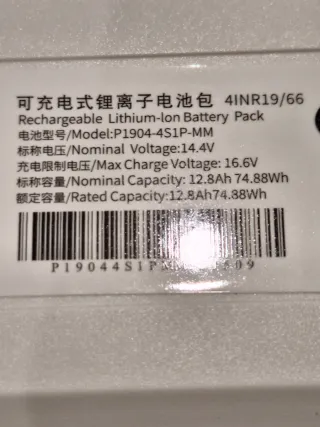 可充电式锂离子电池包 4INR19/66
Rechargeable Lithium-Ion Battery Pack
电池型号/Model:P1904-4S1P-MM
标称电压/Nominal Voltage:14.4V
充电限制电压/Max Charge Voltage: 16.6V
标称容量/Nominal Capacity: 12.8Ah 74.88Wh
额定容量/Rated Capacity:12.8Ah74.88Wh